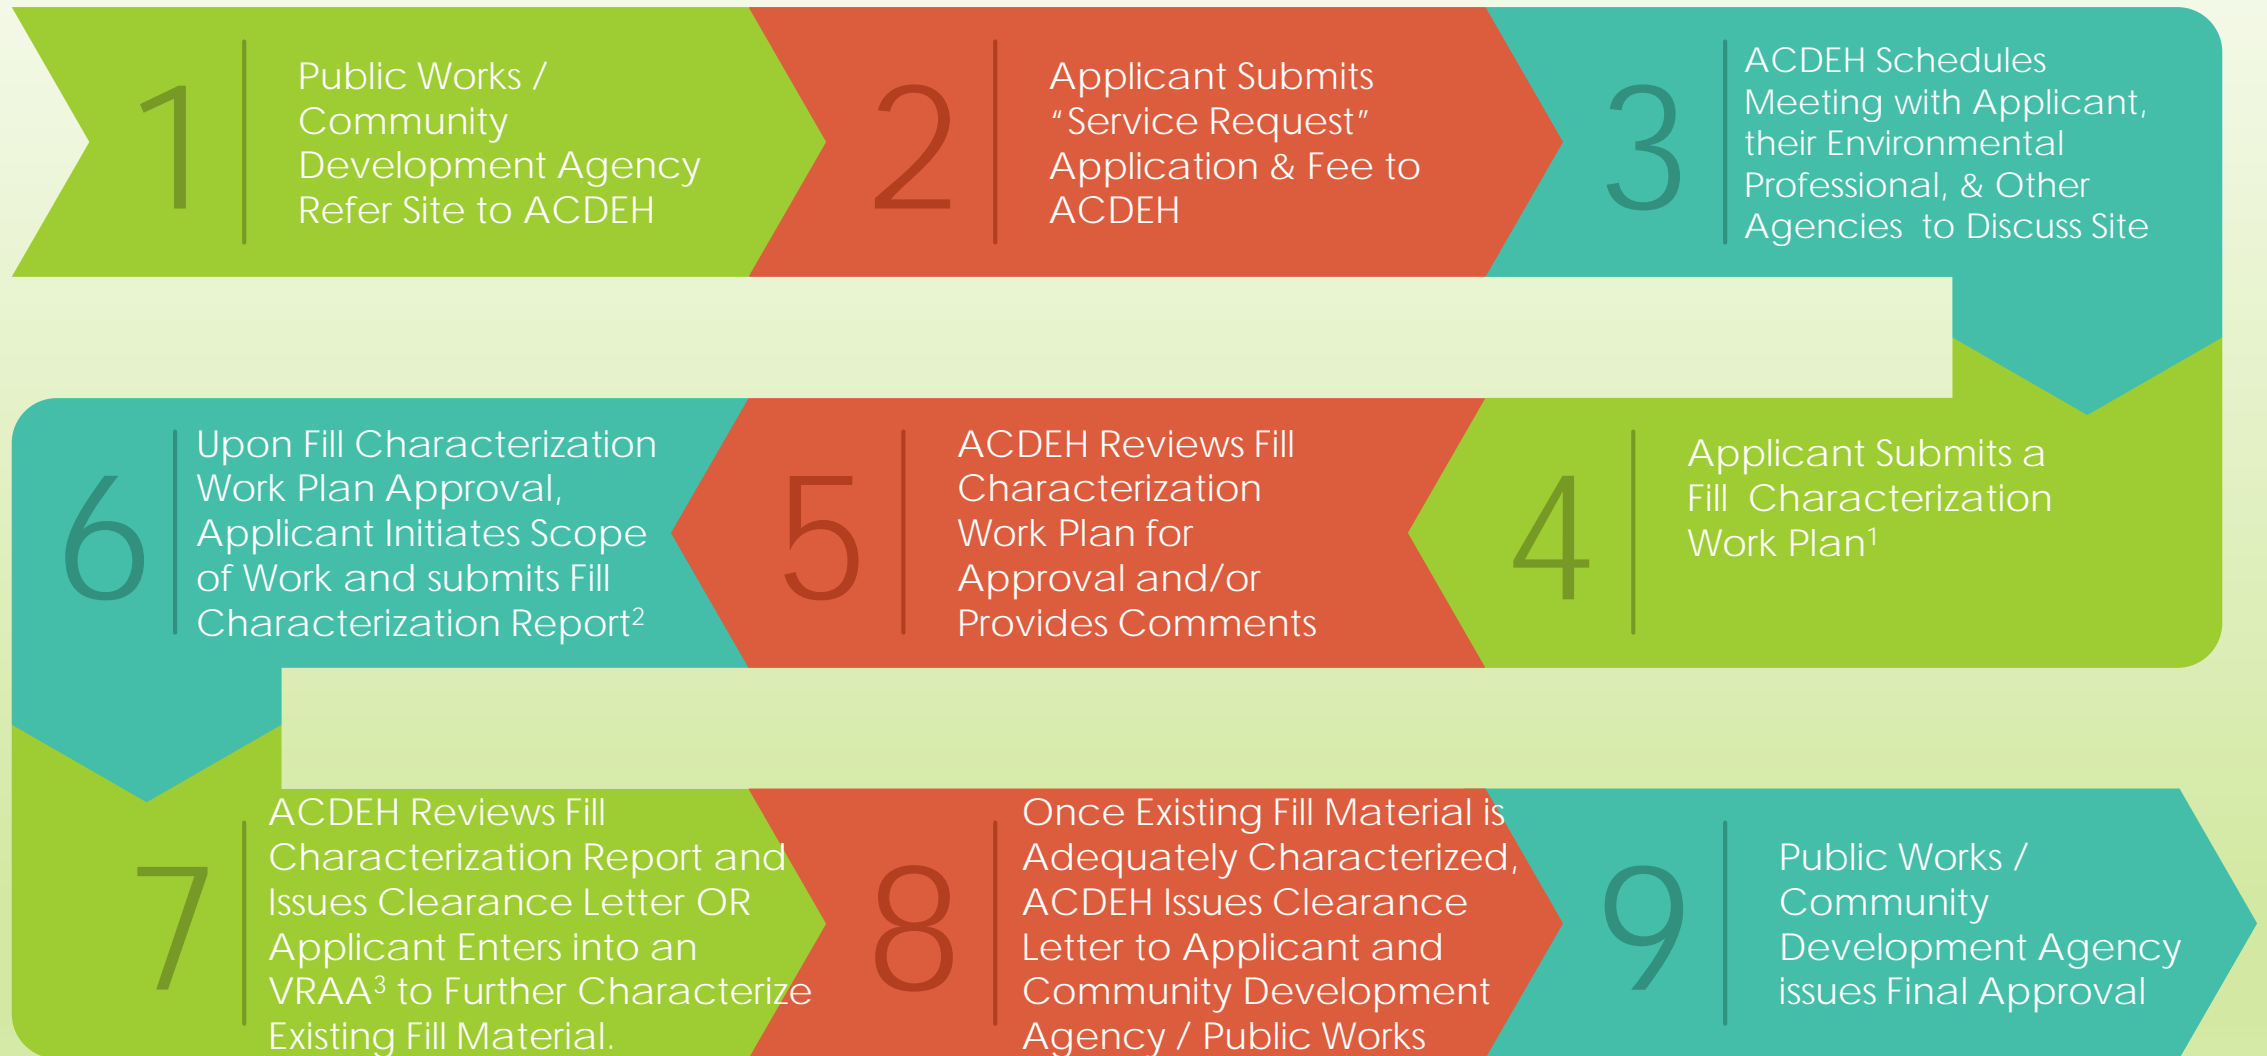 1
Public Works /
Community
Development Agency
Refer Site to ACDEH
2
Applicant Submits
“Service Request”
Application & Fee to
ACDEH
3
ACDEH Schedules
Meeting with Applicant,
their Environmental
Professional, & Other
Agencies to Discuss Site
4
Applicant Submits a
Fill Characterization
Work Plan¹
5
ACDEH Reviews Fill
Characterization
Work Plan for
Approval and/or
Provides Comments
6
Upon Fill Characterization
Work Plan Approval,
Applicant Initiates Scope
of Work and submits Fill
Characterization Report²
7
ACDEH Reviews Fill
Characterization Report and
Issues Clearance Letter OR
Applicant Enters into an
VRAA³ to Further Characterize
Existing Fill Material.
8
Once Existing Fill Material is
Adequately Characterized,
ACDEH Issues Clearance
Letter to Applicant and
Community Development
Agency / Public Works
9
Public Works /
Community
Development Agency
issues Final Approval